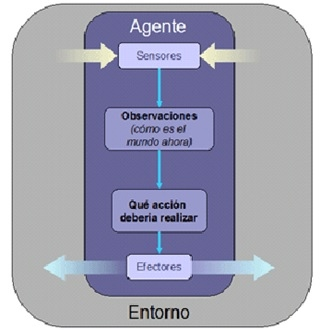 Agente
Sensores
Observaciones
(cómo es el
mundo ahora)
Qué acción
debería realizar
Efectores
Entorno